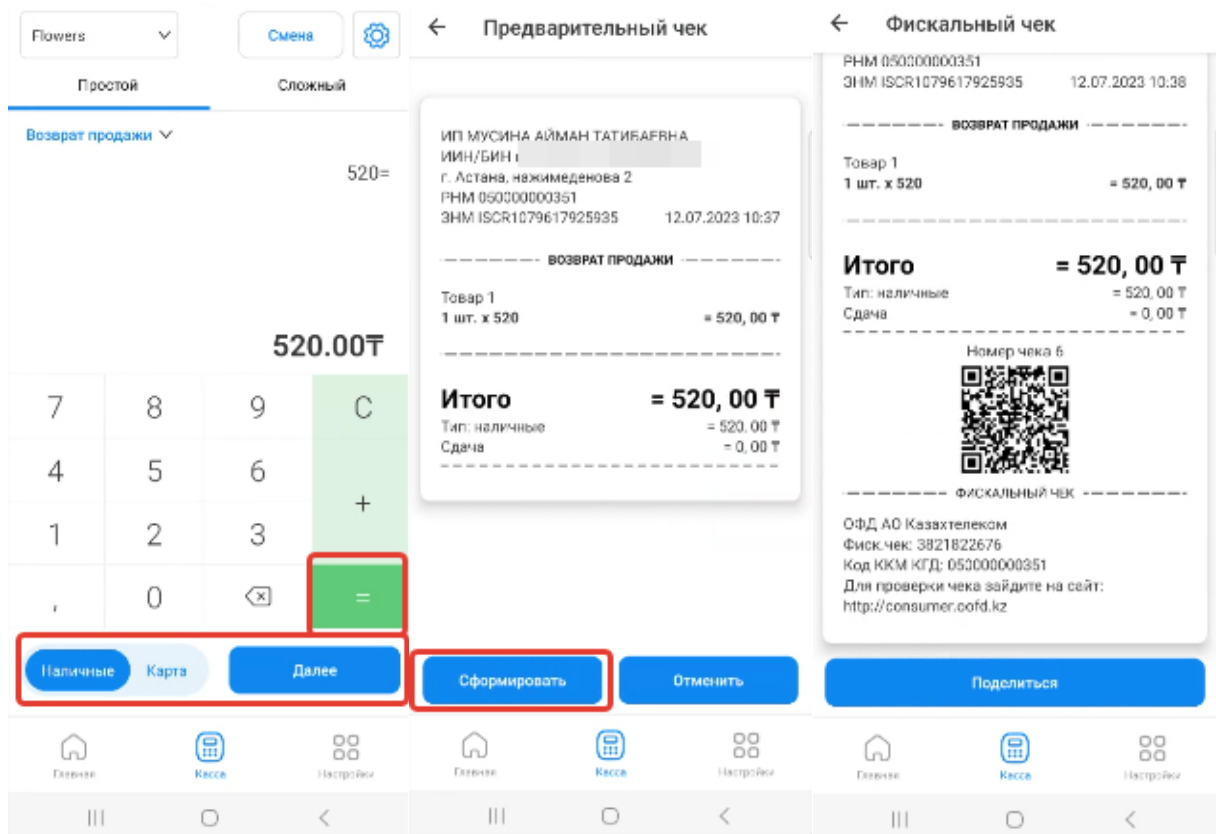 Flowers
Смена
Простой
Сложный
Возврат продажи
520=
520.00₸
7 8 9 C
4 5 6
+
1 2 3
, 0 =
Наличные Карта Далее
Главная Касса Настройки
Предварительный чек
ИП МУСИНА АЙМАН ТАТИБАЕВНА
ИИН/БИН
г. Астана, нажимеденова 2
РНМ 050000000351
ЗНМ ISCR1079617925935 12.07.2023 10:37
ВОЗВРАТ ПРОДАЖИ
Товар 1
1 шт. x 520 = 520, 00 ₸
Итого = 520, 00 ₸
Тип: наличные = 520, 00 ₸
Сдача = 0, 00 ₸
Сформировать Отменить
Главная Касса Настройки
Фискальный чек
РНМ 050000000351
ЗНМ ISCR1079617925935 12.07.2023 10:38
ВОЗВРАТ ПРОДАЖИ
Товар 1
1 шт. x 520 = 520, 00 ₸
Итого = 520, 00 ₸
Тип: наличные = 520, 00 ₸
Сдача = 0, 00 ₸
Номер чека 6
ФИСКАЛЬНЫЙ ЧЕК
ОФД АО Казахтелеком
Фиск.чек: 3821822676
Код ККМ КГД: 050000000351
Для проверки чека зайдите на сайт:
http://consumer.oofd.kz
Поделиться
Главная Касса Настройки